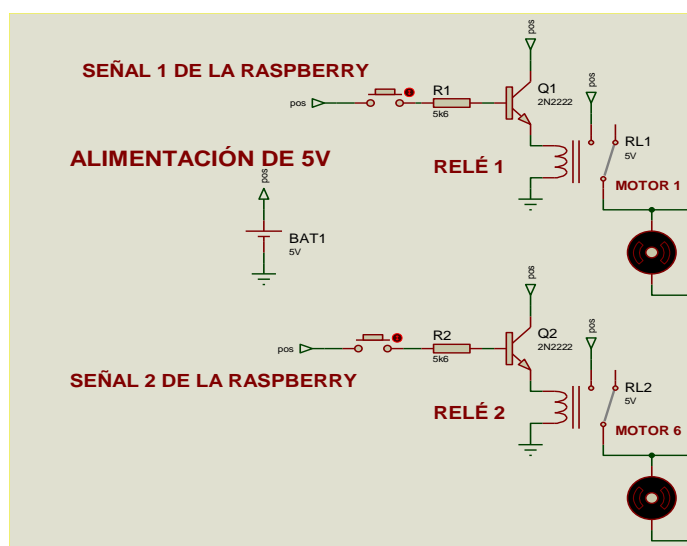 pos
SEÑAL 1 DE LA RASPBERRY
pos
R1
5k6
Q1
2N2222
pos
ALIMENTACIÓN DE 5V
pos
RELÉ 1
RL1
5V
MOTOR 1
BAT1
5V
pos
pos
R2
5k6
Q2
2N2222
pos
SEÑAL 2 DE LA RASPBERRY
RELÉ 2
RL2
5V
MOTOR 6